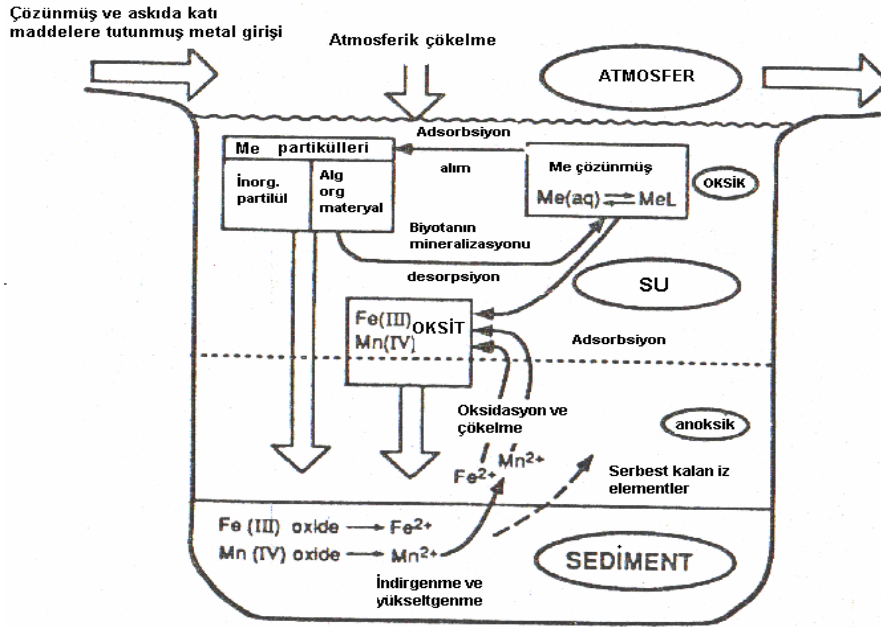 Çözünmüş ve askıda katı
maddelere tutunmuş metal girişi
Atmosferik çökelme
ATMOSFER
Adsorbsiyon
Me partikülleri
alım
Me çözünmüş
İnorg.
partilül
Alg
org
materyal
Me(aq) ⇌ MeL
OKSİK
Biyotanın
mineralizasyonu
desorpsiyon
SU
Fe(III)
Mn(IV)
OKSİT
Adsorbsiyon
Oksidasyon ve
çökelme
anoksik
Fe2+ Mn2+
Serbest kalan iz
elementler
Fe (III) oxide → Fe2+
Mn (IV) oxide → Mn2+
SEDİMENT
İndirgenme ve
yükseltgenme